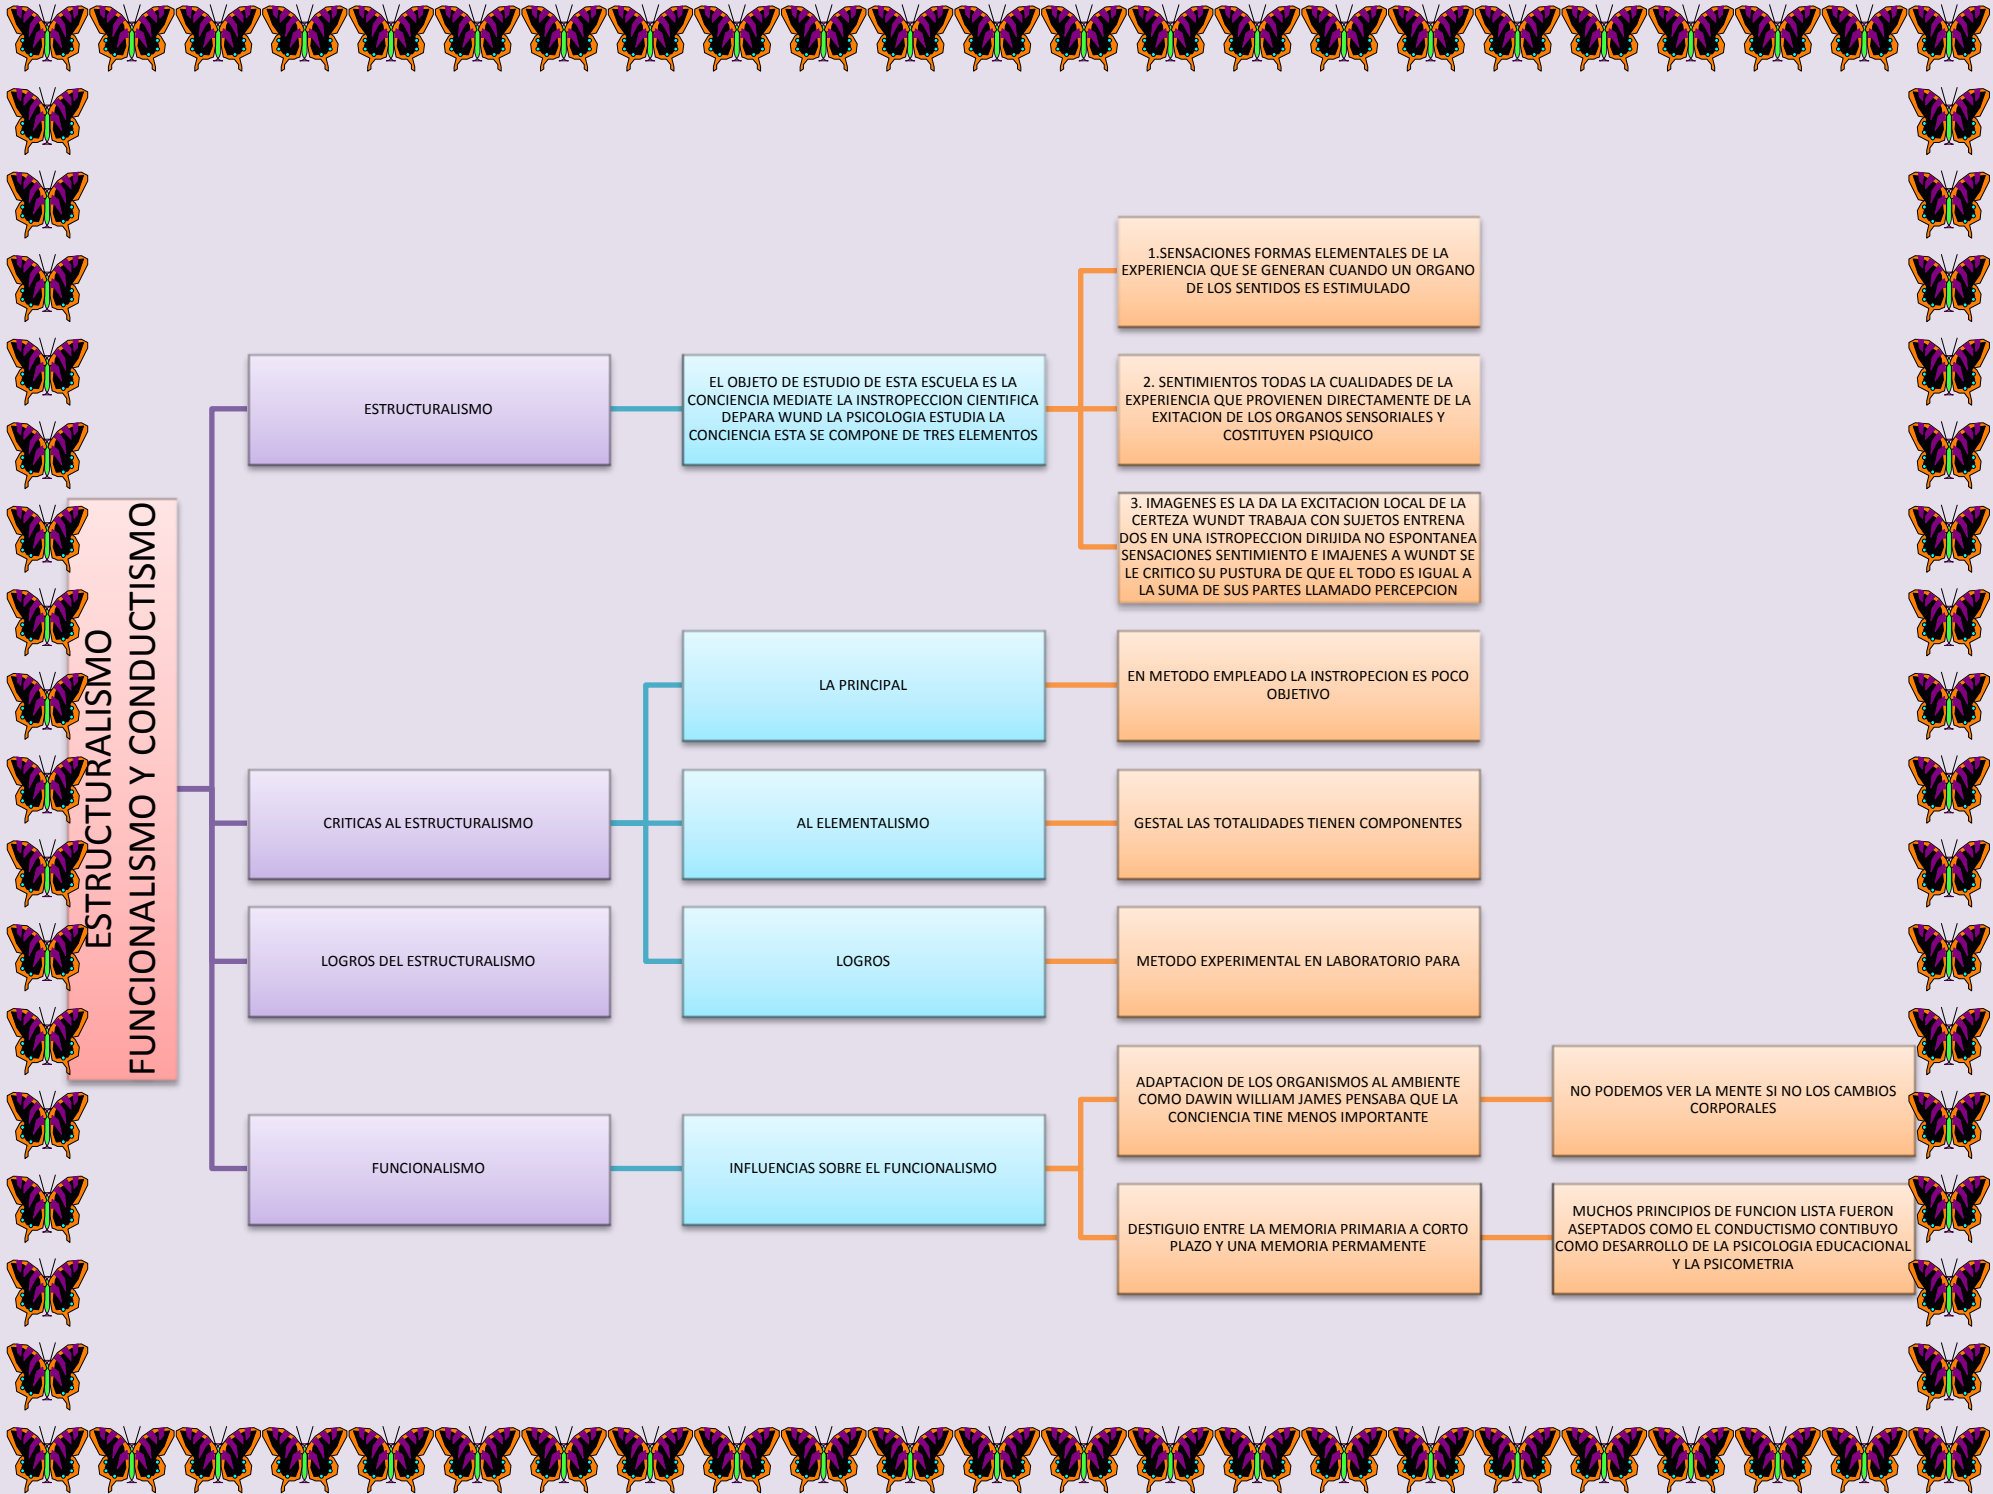 ESTRUCTURALISMO
FUNCIONALISMO Y CONDUCTISMO
ESTRUCTURALISMO
EL OBJETO DE ESTUDIO DE ESTA ESCUELA ES LA
CONCIENCIA MEDIATE LA INSTROPECCION CIENTIFICA
DEPARA WUND LA PSICOLOGIA ESTUDIA LA
CONCIENCIA ESTA SE COMPONE DE TRES ELEMENTOS
1.SENSACIONES FORMAS ELEMENTALES DE LA
EXPERIENCIA QUE SE GENERAN CUANDO UN ORGANO
DE LOS SENTIDOS ES ESTIMULADO
2. SENTIMIENTOS TODAS LA CUALIDADES DE LA
EXPERIENCIA QUE PROVIENEN DIRECTAMENTE DE LA
EXITACION DE LOS ORGANOS SENSORIALES Y
COSTITUYEN PSIQUICO
3. IMAGENES ES LA DA LA EXCITACION LOCAL DE LA
CERTEZA WUNDT TRABAJA CON SUJETOS ENTRENA
DOS EN UNA ISTROPECCION DIRIJIDA NO ESPONTANEA
SENSACIONES SENTIMIENTO E IMAJENES A WUNDT SE
LE CRITICO SU PUSTURA DE QUE EL TODO ES IGUAL A
LA SUMA DE SUS PARTES LLAMADO PERCEPCION
CRITICAS AL ESTRUCTURALISMO
LA PRINCIPAL
EN METODO EMPLEADO LA INSTROPECION ES POCO
OBJETIVO
AL ELEMENTALISMO
GESTAL LAS TOTALIDADES TIENEN COMPONENTES
LOGROS
METODO EXPERIMENTAL EN LABORATORIO PARA
LOGROS DEL ESTRUCTURALISMO
FUNCIONALISMO
INFLUENCIAS SOBRE EL FUNCIONALISMO
ADAPTACION DE LOS ORGANISMOS AL AMBIENTE
COMO DAWIN WILLIAM JAMES PENSABA QUE LA
CONCIENCIA TINE MENOS IMPORTANTE
NO PODEMOS VER LA MENTE SI NO LOS CAMBIOS
CORPORALES
DESTIGUIO ENTRE LA MEMORIA PRIMARIA A CORTO
PLAZO Y UNA MEMORIA PERMAMENTE
MUCHOS PRINCIPIOS DE FUNCION LISTA FUERON
ASEPTADOS COMO EL CONDUCTISMO CONTIBUYO
COMO DESARROLLO DE LA PSICOLOGIA EDUCACIONAL
Y LA PSICOMETRIA